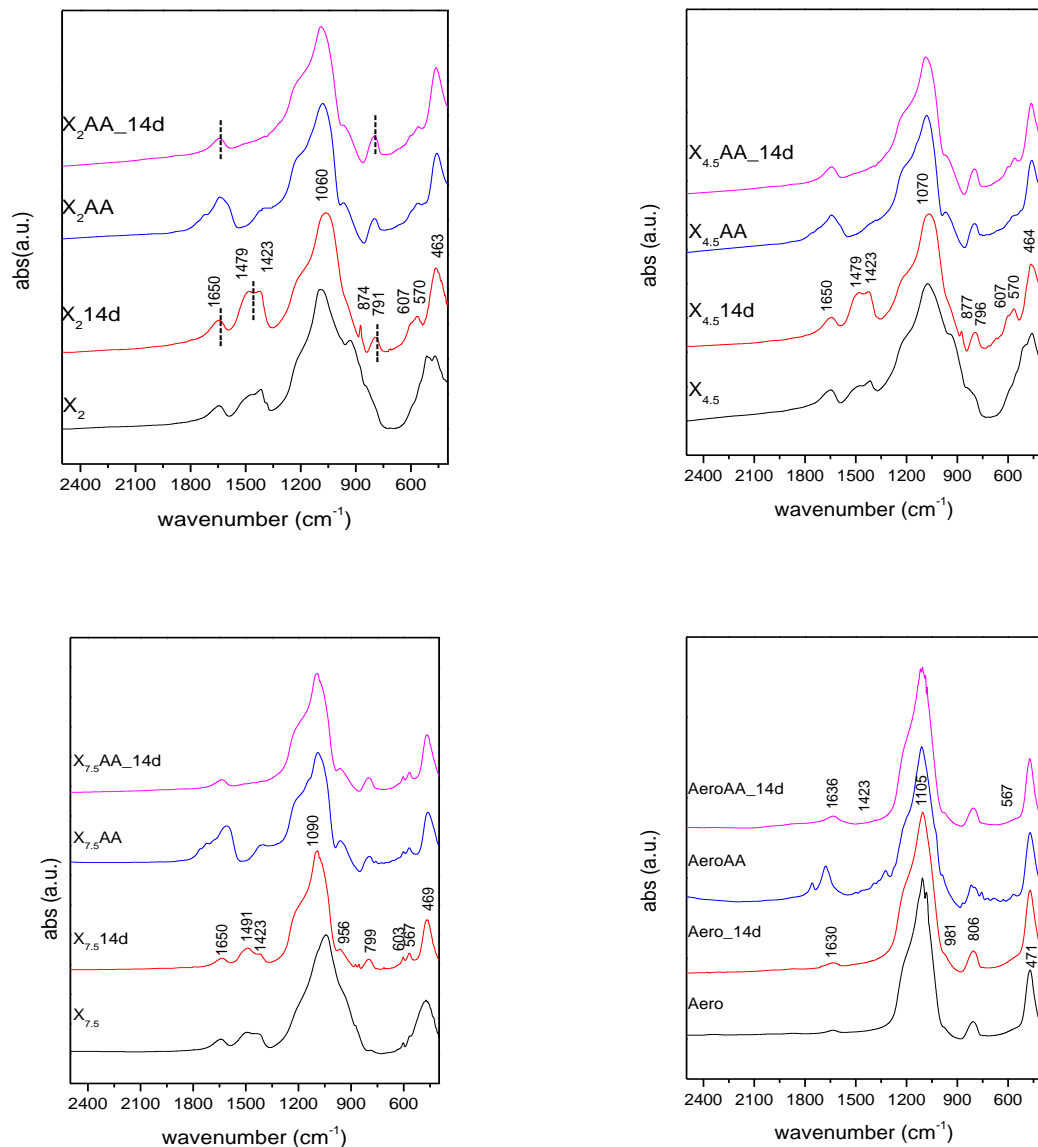 X₂AA_14d
X₂AA
X₂14d
X₂
1650
1479
1423
1060
874
791
607
570
463
abs(a.u.)
2400 2100 1800 1500 1200 900 600
wavenumber (cm⁻¹)
X₄.₅AA_14d
X₄.₅AA
X₄.₅14d
X₄.₅
1650
1479
1423
1070
877
796
607
570
464
abs (a.u.)
2400 2100 1800 1500 1200 900 600
wavenumber (cm⁻¹)
X₇.₅AA_14d
X₇.₅AA
X₇.₅14d
X₇.₅
1650
1491
1423
1090
956
799
603
567
469
abs (a.u.)
2400 2100 1800 1500 1200 900 600
wavenumber (cm⁻¹)
AeroAA_14d
AeroAA
Aero_14d
Aero
1636
1423
1105
567
1630
981
806
471
abs (a.u.)
2400 2100 1800 1500 1200 900 600
wavenumber (cm⁻¹)